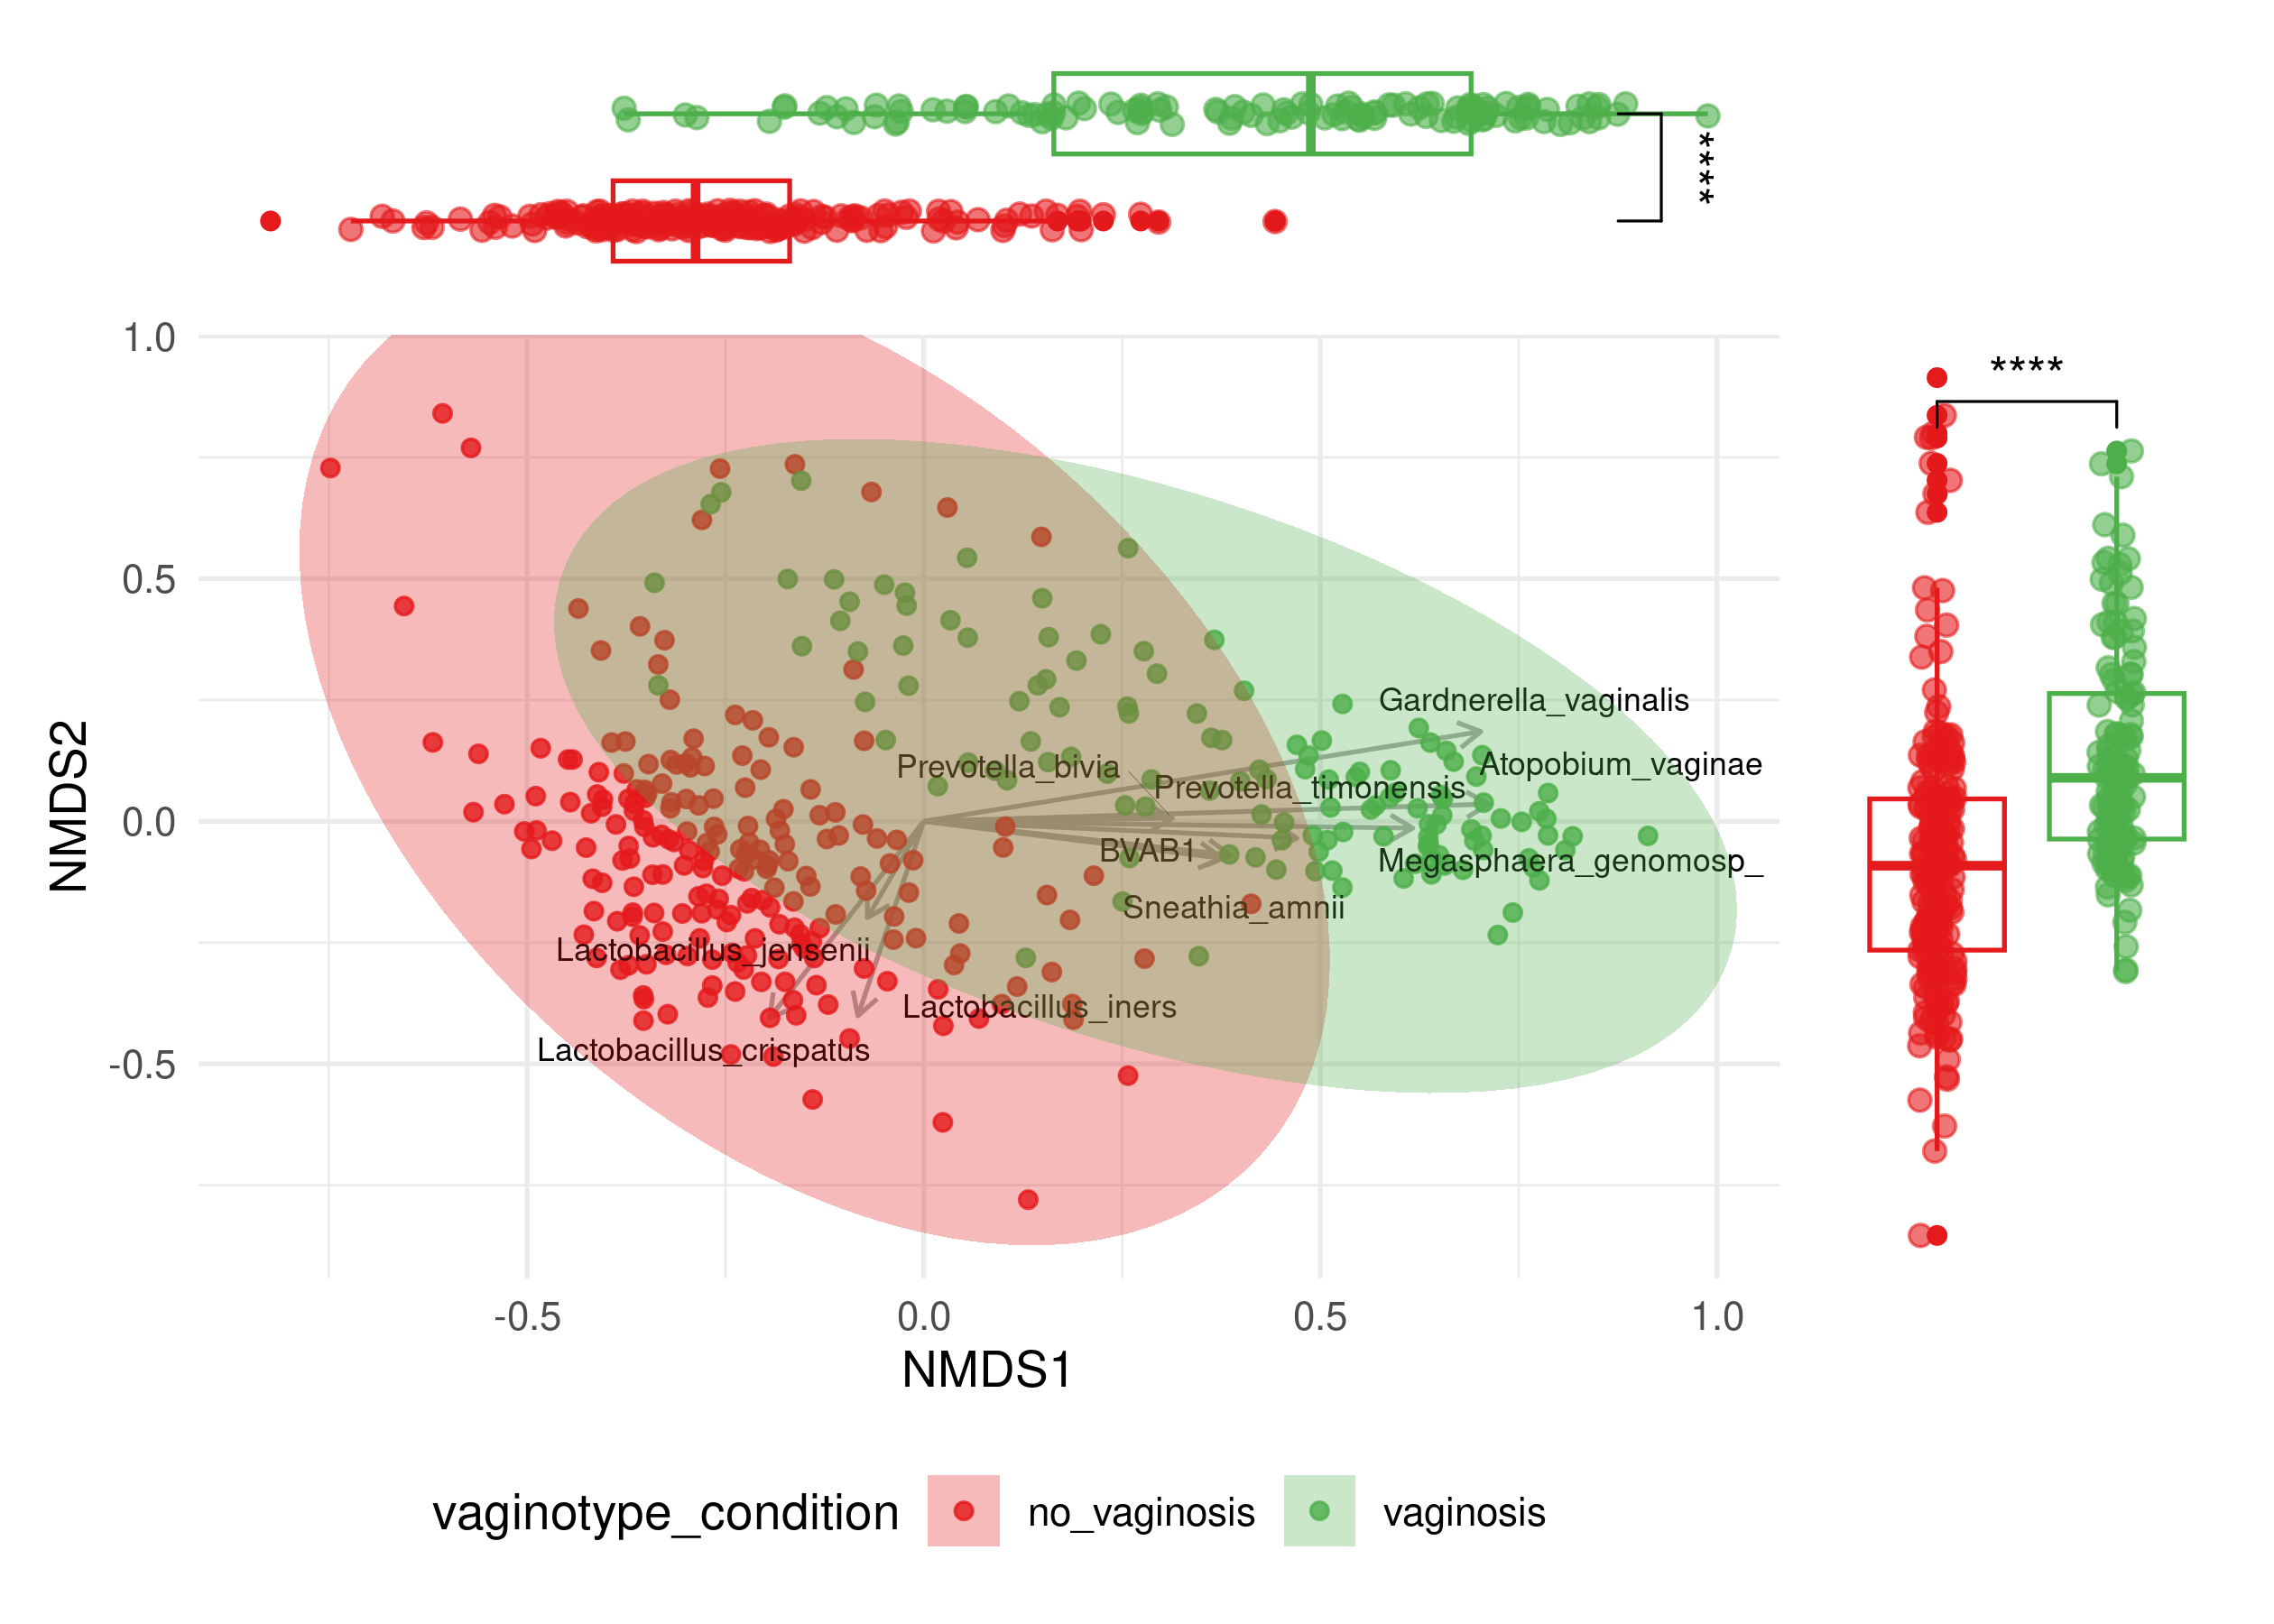 ****
****
1.0
0.5
0.0
-0.5
NMDS2
Gardnerella_vaginalis
Prevotella_bivia
Atopobium_vaginae
Prevotella_timonensis
BVAB1
Megasphaera_genomosp_
Sneathia_amnii
Lactobacillus_jensenii
Lactobacillus_iners
Lactobacillus_crispatus
-0.5 0.0 0.5 1.0
NMDS1
vaginotype_condition no_vaginosis vaginosis